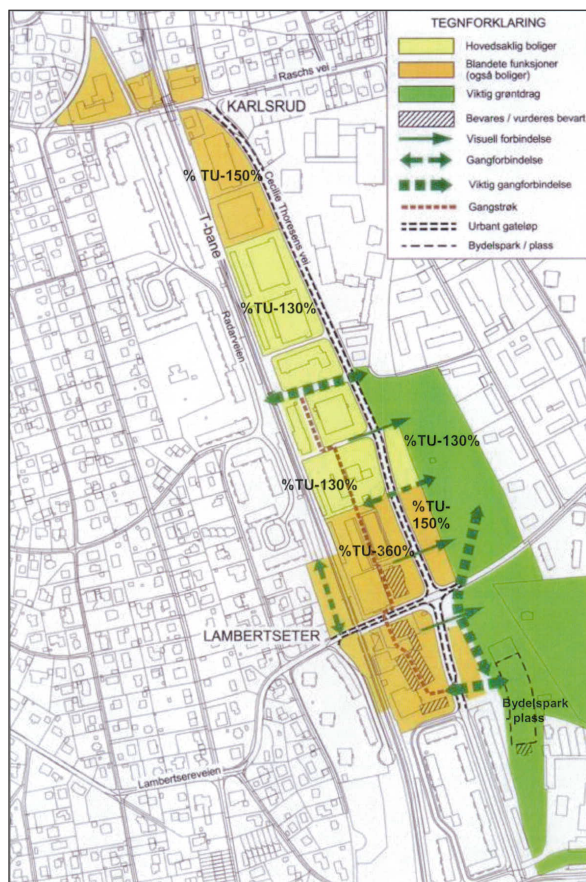 TEGNFORKLARING
Hovedsaklig boliger
Blandete funksjoner
(også boliger)
Viktig grøntdrag
Bevares / vurderes bevart
Visuell forbindelse
Gangforbindelse
Viktig gangforbindelse
Gangstrøk
Urbant gateløp
Bydelspark / plass
Raschs vei
KARLSRUD
% TU-150%
Cecilie Thoresens vei
T-bane
Radarveien
%TU-130%
%TU-130%
%TU-130%
%TU-
150%
%TU-360%
LAMBERTSETER
Bydelspark
plass
Lambertsereveien